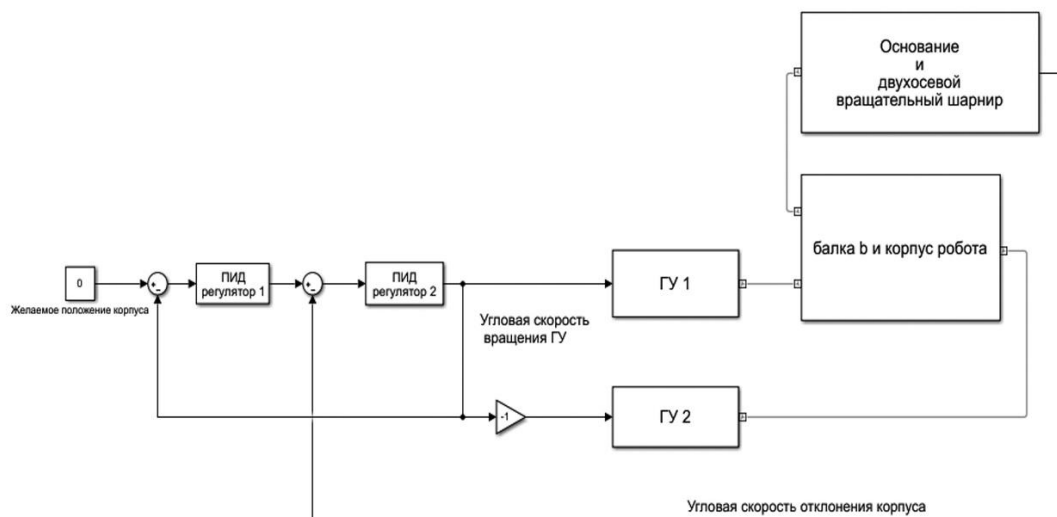 Основание
и
двухосевой
вращательный шарнир
балка b и корпус робота
0
Желаемое положение корпуса
+
−
ПИД
регулятор 1
+
−
ПИД
регулятор 2
ГУ 1
Угловая скорость
вращения ГУ
-1
ГУ 2
Угловая скорость отклонения корпуса